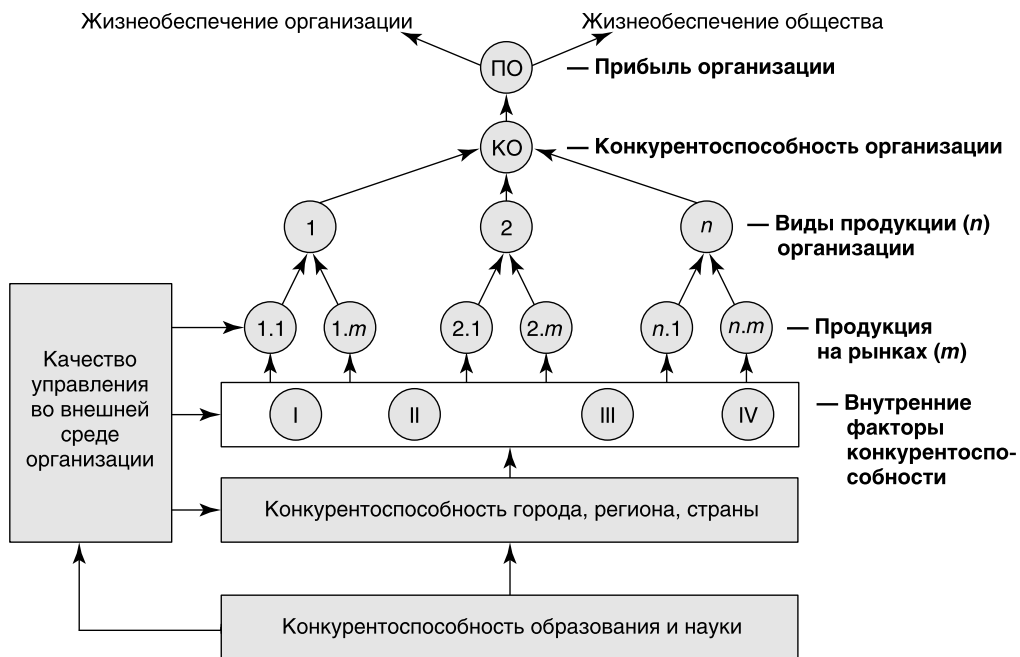 Жизнеобеспечение организации
Жизнеобеспечение общества
ПО
— Прибыль организации
КО
— Конкурентоспособность организации
1
2
n
— Виды продукции (n)
организации
1.1
1.m
2.1
2.m
n.1
n.m
— Продукция
на рынках (m)
Качество
управления
во внешней
среде
организации
I
II
III
IV
— Внутренние
факторы
конкурентоспо-
собности
Конкурентоспособность города, региона, страны
Конкурентоспособность образования и науки